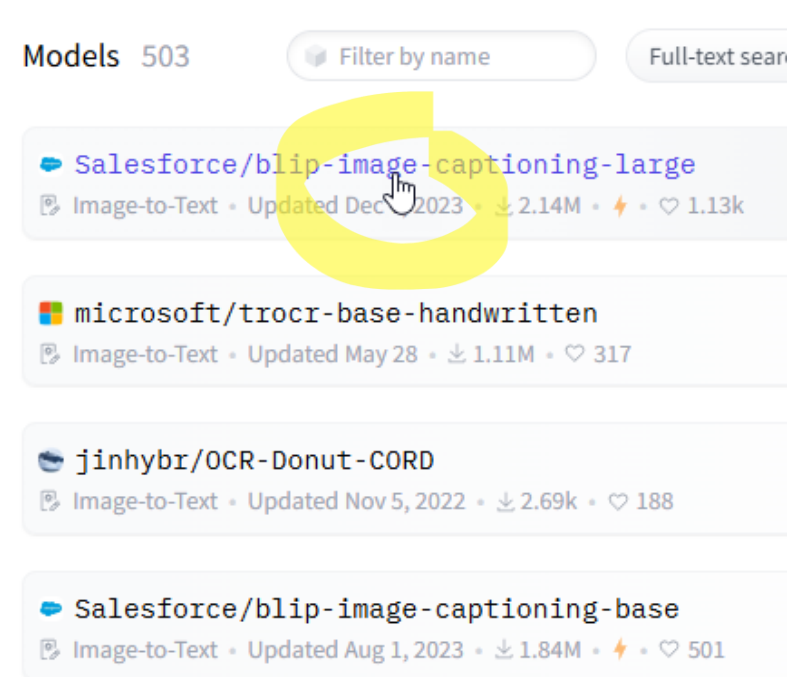 Models 503 Filter by name Full-text sear
Salesforce/blip-image-captioning-large
Image-to-Text • Updated Dec 2023 • 2.14M • 1.13k
microsoft/trocr-base-handwritten
Image-to-Text • Updated May 28 • 1.11M • 317
jinhybr/OCR-Donut-CORD
Image-to-Text • Updated Nov 5, 2022 • 2.69k • 188
Salesforce/blip-image-captioning-base
Image-to-Text • Updated Aug 1, 2023 • 1.84M • 501